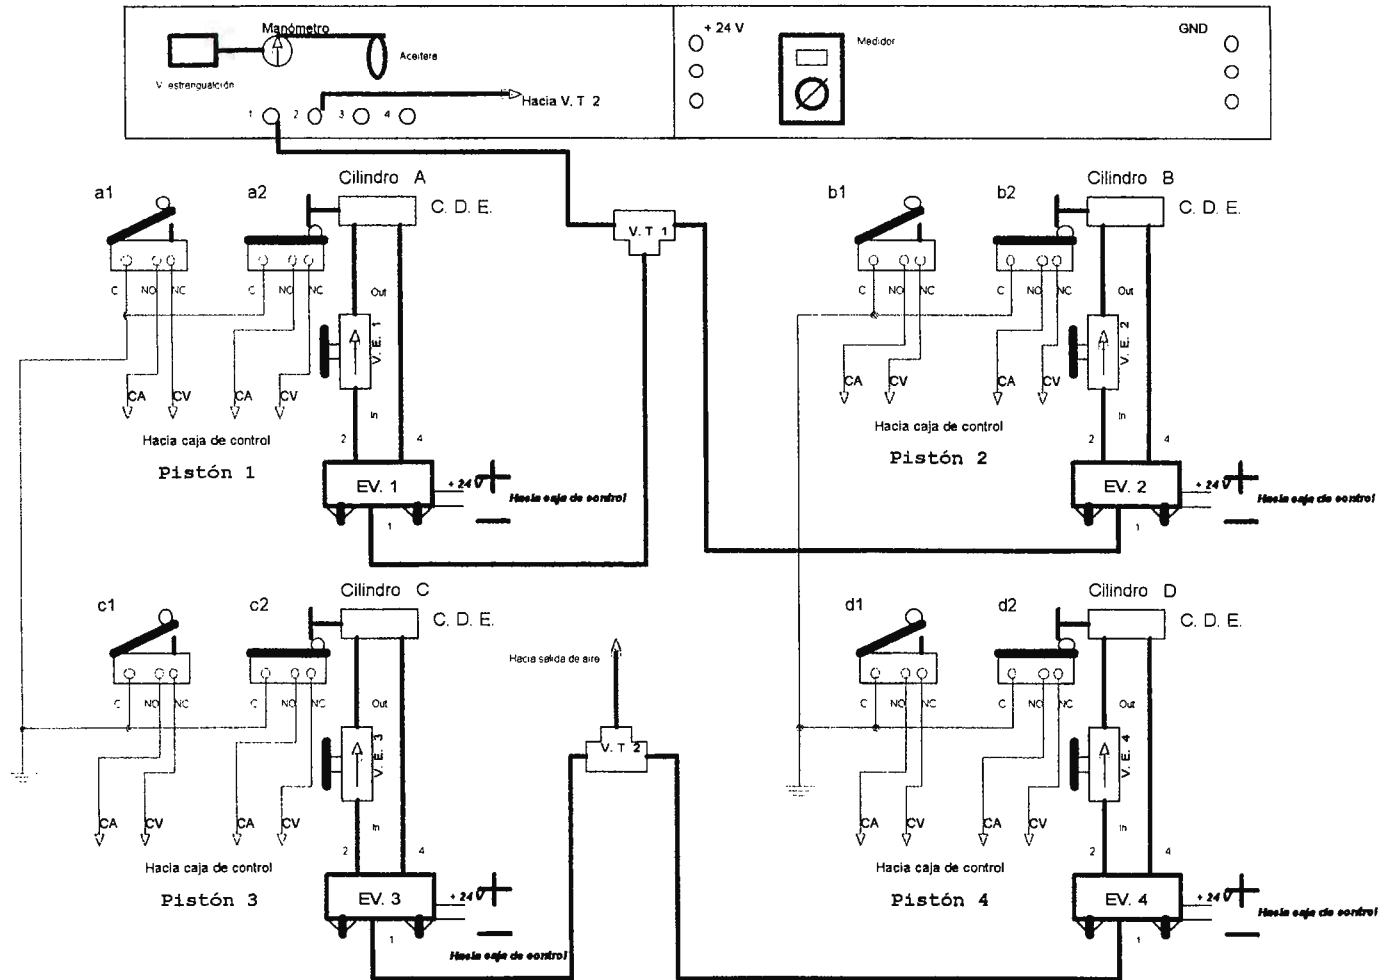 Manómetro
Aceitera
V. estrangualción
1 2 3 4
Hacia V. T 2
+ 24 V
Medidor
GND
a1
a2
Cilindro A
C. D. E.
C NO NC
C NO NC
Out
V. E. 1
In
CA CV CA CV
Hacia caja de control
Pistón 1
2 4
EV. 1
+ 24 V
+
Hacia caja de control
−
1
V. T 1
b1
b2
Cilindro B
C. D. E.
C NO NC
C NO NC
Out
V. E. 2
In
CA CV CA CV
Hacia caja de control
Pistón 2
2 4
EV. 2
+ 24 V
+
Hacia caja de control
−
1
c1
c2
Cilindro C
C. D. E.
C NO NC
C NO NC
Out
V. E. 3
In
CA CV CA CV
Hacia caja de control
Pistón 3
2 4
EV. 3
+ 24 V
+
−
1
Hacia caja de control
Hacia salida de aire
V. T 2
d1
d2
Cilindro D
C. D. E.
C NO NC
C NO NC
Out
V. E. 4
In
CA CV CA CV
Hacia caja de control
Pistón 4
2 4
EV. 4
+ 24 V
+
Hacia caja de control
−
1